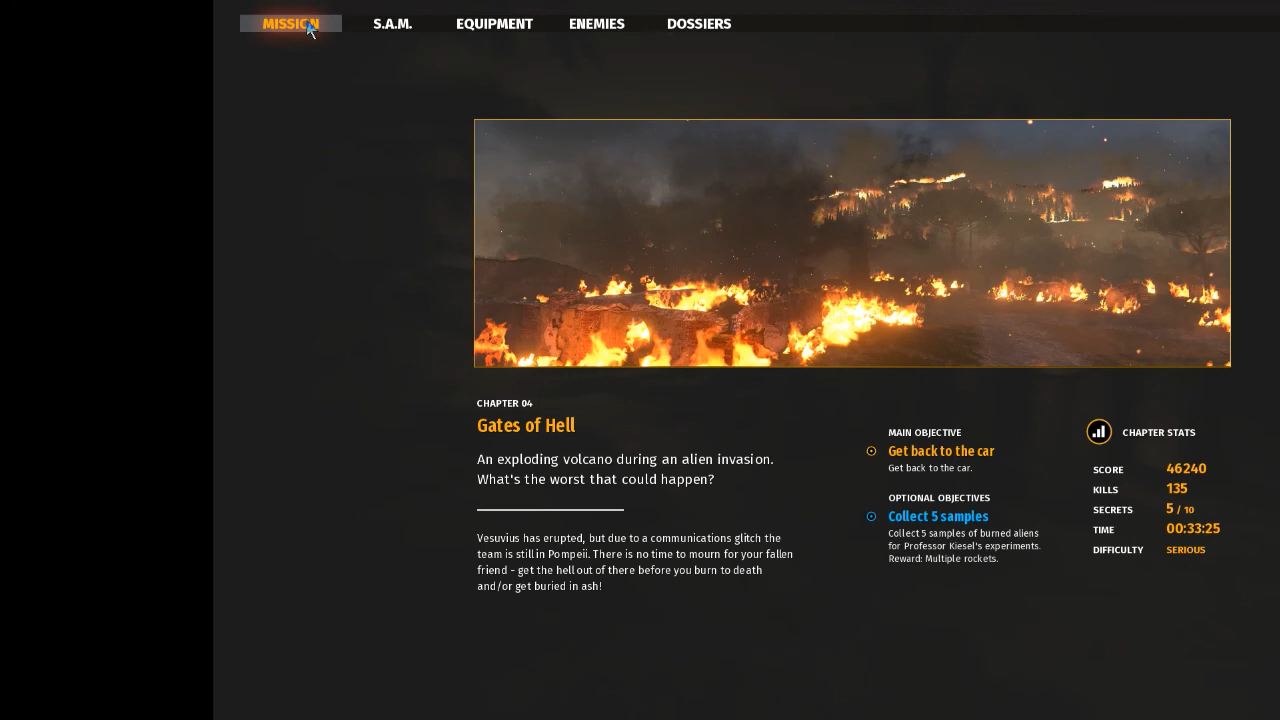 MISSION
S.A.M.
EQUIPMENT
ENEMIES
DOSSIERS
CHAPTER 04
Gates of Hell
An exploding volcano during an alien invasion.
What's the worst that could happen?
Vesuvius has erupted, but due to a communications glitch the
team is still in Pompeii. There is no time to mourn for your fallen
friend - get the hell out of there before you burn to death
and/or get buried in ash!
MAIN OBJECTIVE
Get back to the car
Get back to the car.
OPTIONAL OBJECTIVES
Collect 5 samples
Collect 5 samples of burned aliens
for Professor Kiesel's experiments.
Reward: Multiple rockets.
CHAPTER STATS
SCORE 46240
KILLS 135
SECRETS 5 / 10
TIME 00:33:25
DIFFICULTY SERIOUS